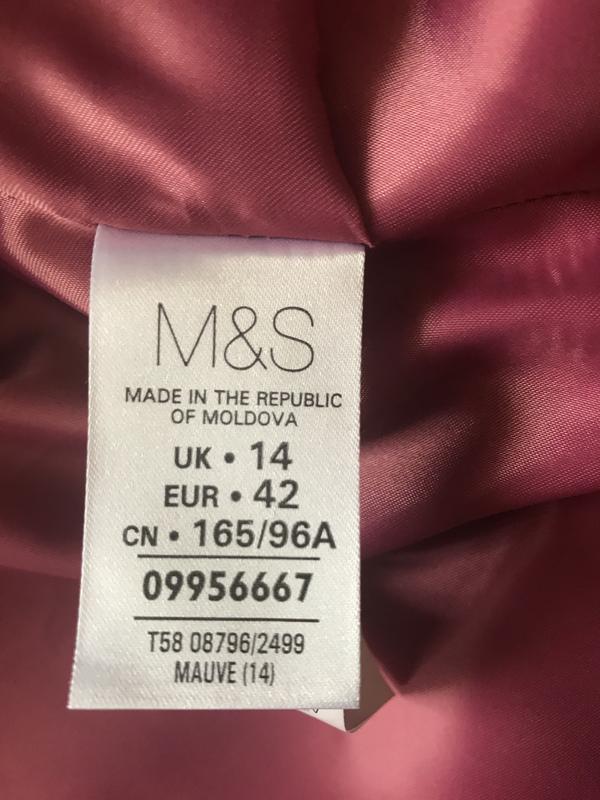 M&S
MADE IN THE REPUBLIC
OF MOLDOVA
UK • 14
EUR • 42
CN • 165/96A
09956667
T58 08796/2499
MAUVE (14)